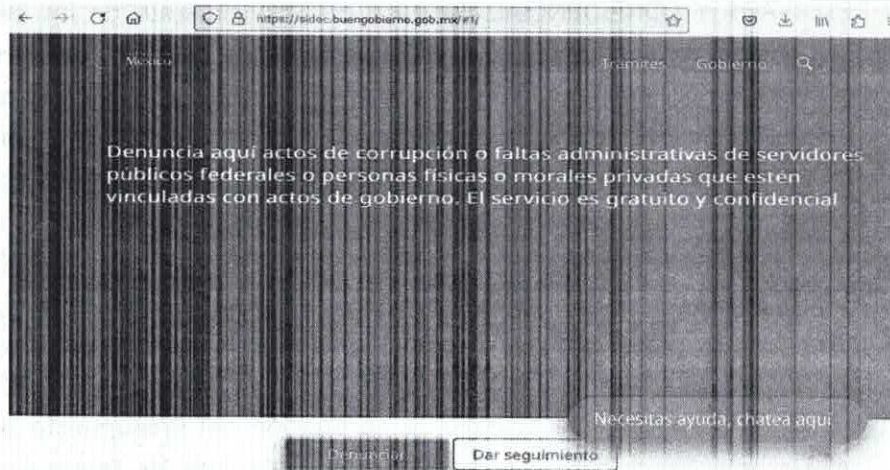 https://sidec.buengobierno.gob.mx/#!/
México
Trámites Gobierno
Denuncia aquí actos de corrupción o faltas administrativas de servidores
públicos federales o personas físicas o morales privadas que estén
vinculadas con actos de gobierno. El servicio es gratuito y confidencial
Necesitas ayuda, chatea aquí
Denunciar
Dar seguimiento